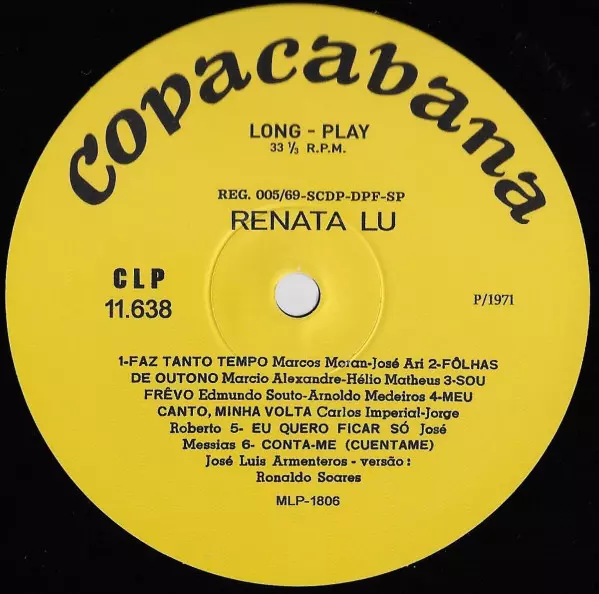 Copacabana
LONG - PLAY
33 ⅓ R.P.M.
REG. 005/69-SCDP-DPF-SP
RENATA LU
CLP
11.638
P/1971
1-FAZ TANTO TEMPO Marcos Moran-José Ari 2-FÔLHAS
DE OUTONO Marcio Alexandre-Hélio Matheus 3-SOU
FRÊVO Edmundo Souto-Arnoldo Medeiros 4-MEU
CANTO, MINHA VOLTA Carlos Imperial-Jorge
Roberto 5- EU QUERO FICAR SÓ José
Messias 6- CONTA-ME (CUENTAME)
José Luis Armenteros - versão :
Ronaldo Soares
MLP-1806